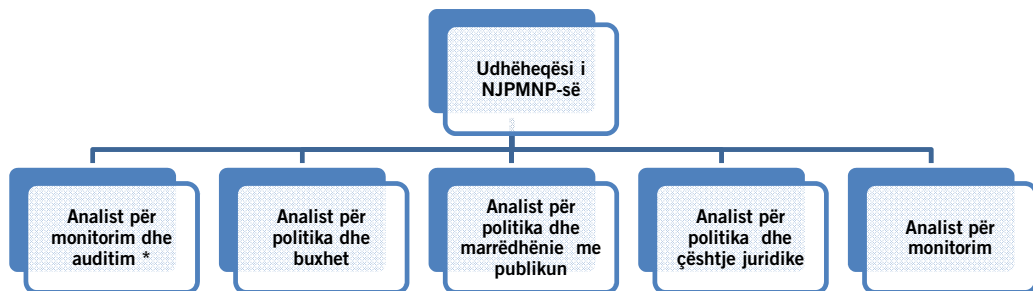 Udhëheqësi i
NJPMNP-së
Analist për
monitorim dhe
auditim *
Analist për
politika dhe
buxhet
Analist për
politika dhe
marrëdhënie me
publikun
Analist për
politika dhe
çështje juridike
Analist për
monitorim